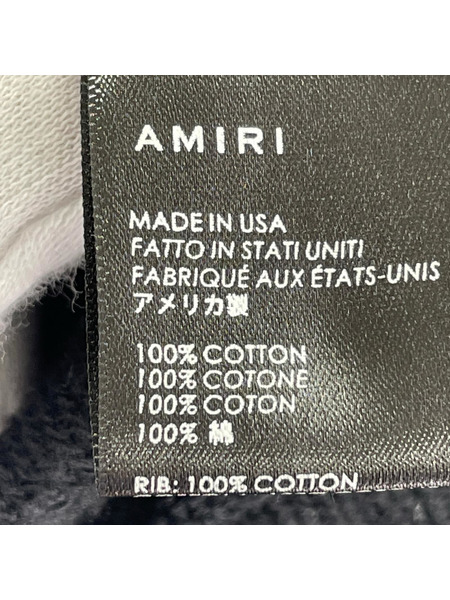 AMIRI
MADE IN USA
FATTO IN STATI UNITI
FABRIQUÉ AUX ÉTATS-UNIS
アメリカ製
100% COTTON
100% COTONE
100% COTON
100% 綿
RIB: 100% COTTON